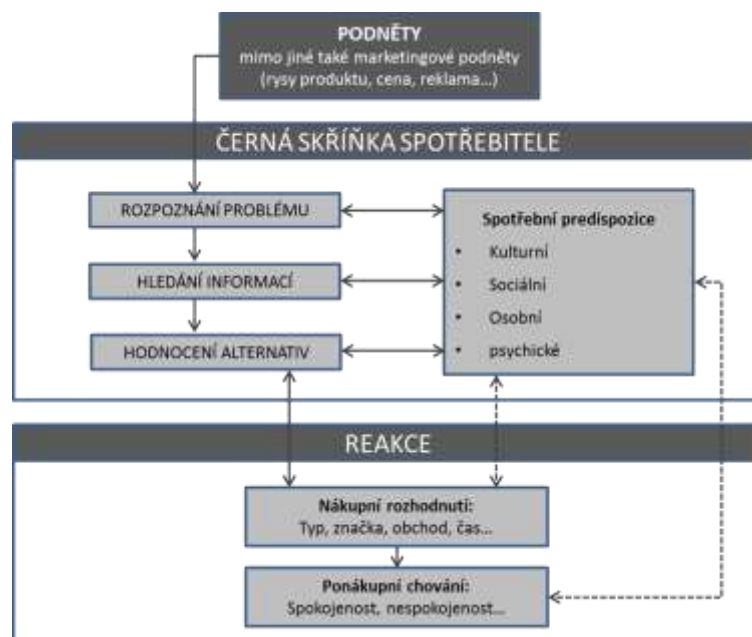 PODNĚTY
mimo jiné také marketingové podněty
(rysy produktu, cena, reklama...)
ČERNÁ SKŘÍŇKA SPOTŘEBITELE
ROZPOZNÁNÍ PROBLÉMU
HLEDÁNÍ INFORMACÍ
HODNOCENÍ ALTERNATIV
Spotřební predispozice
• Kulturní
• Sociální
• Osobní
• psychické
REAKCE
Nákupní rozhodnutí:
Typ, značka, obchod, čas...
Ponákupní chování:
Spokojenost, nespokojenost...